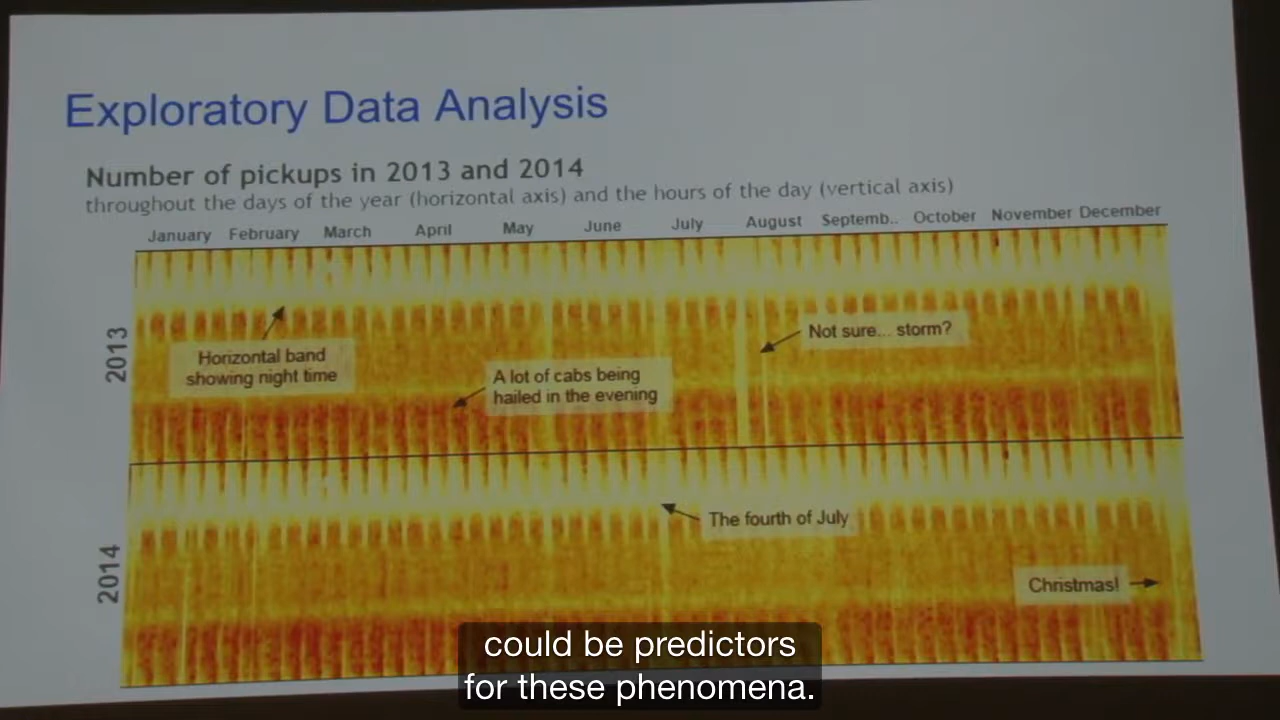 Exploratory Data Analysis
Number of pickups in 2013 and 2014
throughout the days of the year (horizontal axis) and the hours of the day (vertical axis)
January February March April May June July August Septemb.. October November December
2013
Not sure... storm?
Horizontal band
showing night time
A lot of cabs being
hailed in the evening
2014
The fourth of July
Christmas!
could be predictors
for these phenomena.